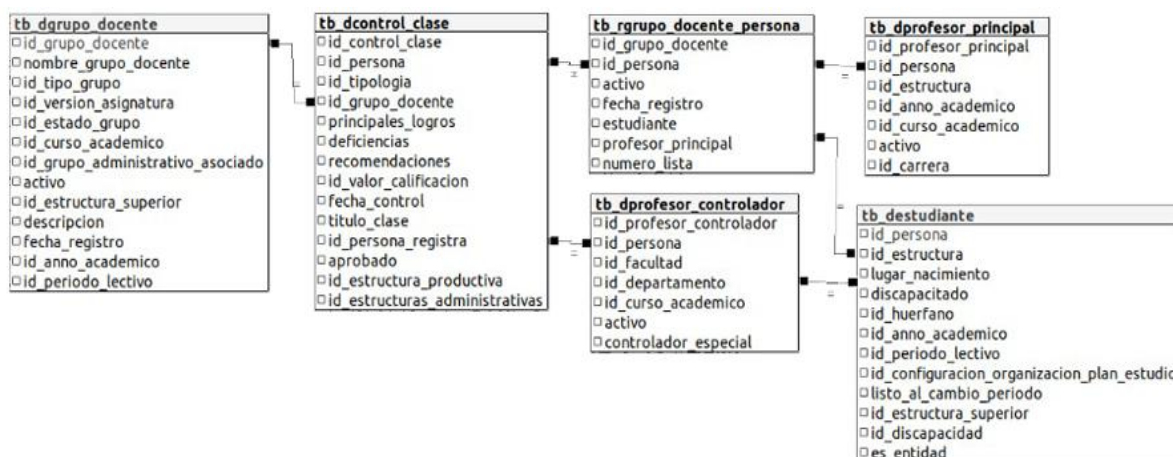 tb_dgrupo_docente
id_grupo_docente
nombre_grupo_docente
id_tipo_grupo
id_version_asignatura
id_estado_grupo
id_curso_academico
id_grupo_administrativo_asociado
activo
id_estructura_superior
descripcion
fecha_registro
id_anno_academico
id_periodo_lectivo
tb_dcontrol_clase
id_control_clase
id_persona
id_tipologia
id_grupo_docente
principales_logros
deficiencias
recomendaciones
id_valor_calificacion
fecha_control
titulo_clase
id_persona_registra
aprobado
id_estructura_productiva
id_estructuras_administrativas
tb_rgrupo_docente_persona
id_grupo_docente
id_persona
activo
fecha_registro
estudiante
profesor_principal
numero_lista
tb_dprofesor_principal
id_profesor_principal
id_persona
id_estructura
id_anno_academico
id_curso_academico
activo
id_carrera
tb_dprofesor_controlador
id_profesor_controlador
id_persona
id_facultad
id_departamento
id_curso_academico
activo
controlador_especial
tb_destudiante
id_persona
id_estructura
lugar_nacimiento
discapacitado
id_huerfano
id_anno_academico
id_periodo_lectivo
id_configuracion_organizacion_plan_estudio
listo_al_cambio_periodo
id_estructura_superior
id_discapacidad
es_entidad